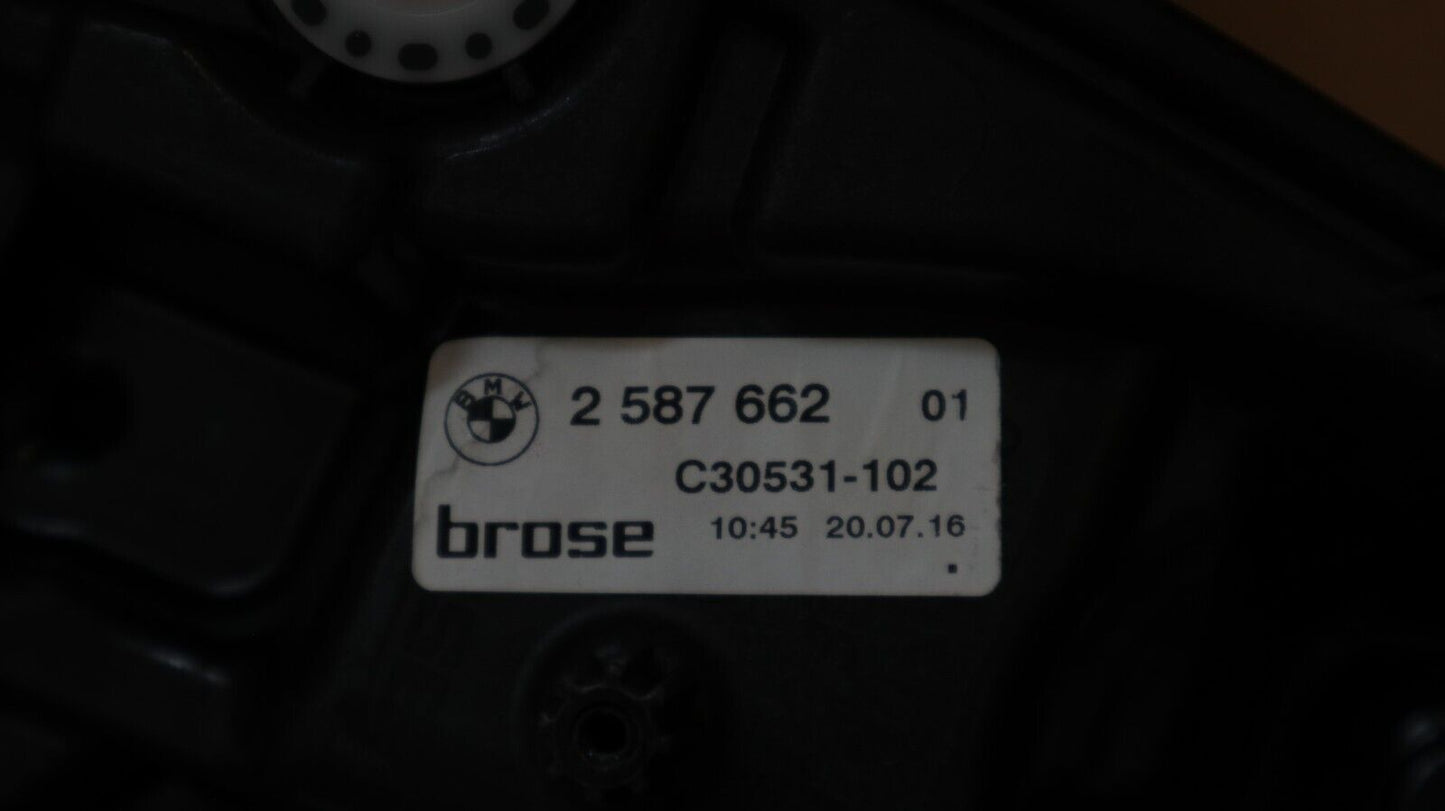 BMW 2 587 662 01
C30531-102
brose 10:45 20.07.16